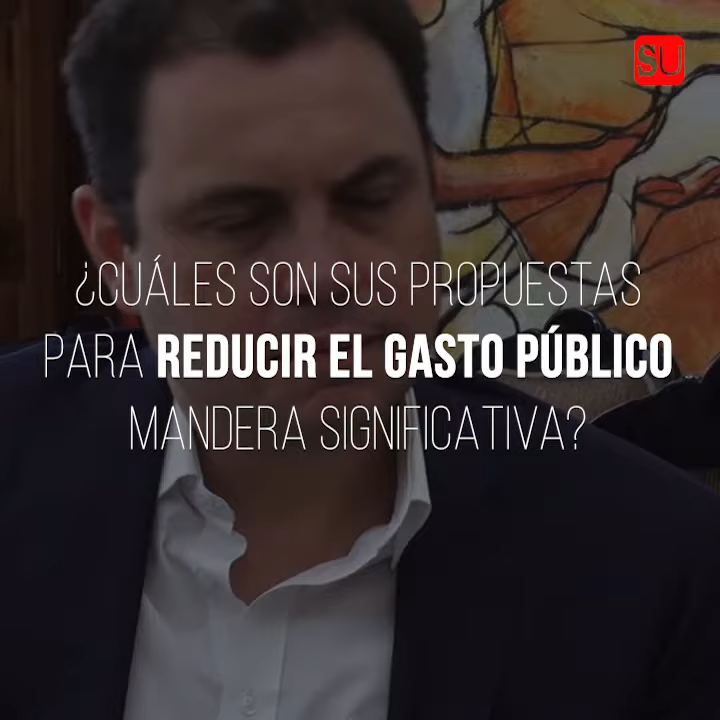 SU
¿CUÁLES SON SUS PROPUESTAS
PARA REDUCIR EL GASTO PÚBLICO
MANDERA SIGNIFICATIVA?